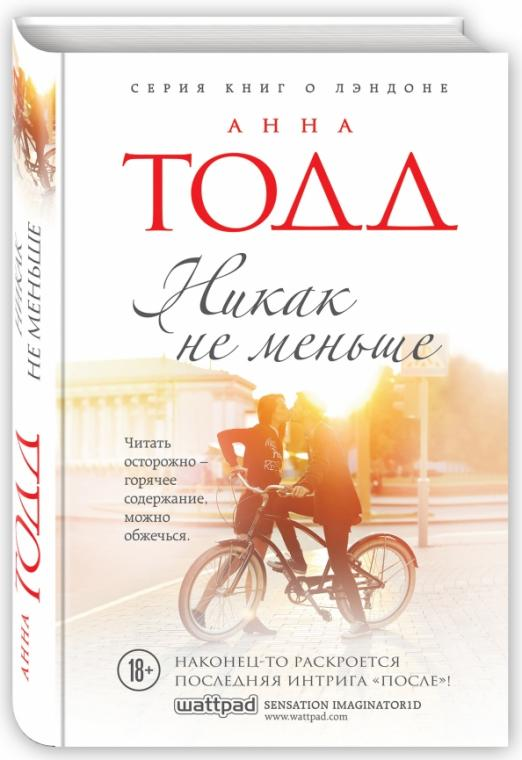 СЕРИЯ КНИГ О ЛЭНДОНЕ
АННА
ТОДД
Никак
не меньше
Читать
осторожно –
горячее
содержание,
можно
обжечься.
18+
НАКОНЕЦ-ТО РАСКРОЕТСЯ
ПОСЛЕДНЯЯ ИНТРИГА «ПОСЛЕ»!
wattpad SENSATION IMAGINATOR1D
www.wattpad.com
АННА ТОДД
НИКАК
НЕ МЕНЬШЕ